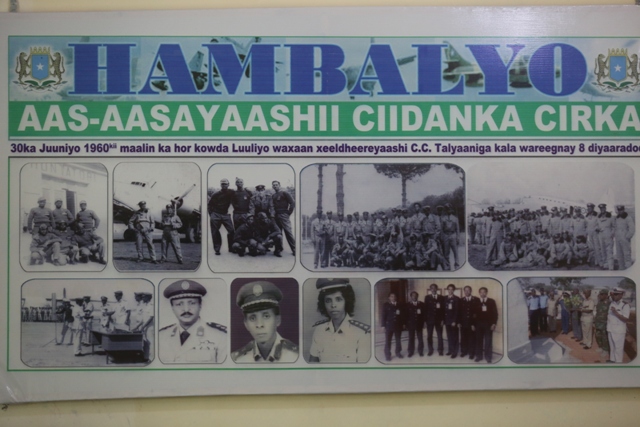 HAMBALYO
AAS-AASAYAASHII CIIDANKA CIRKA
30ka Juuniyo 1960kii maalin ka hor kowda Luuliyo waxaan xeeldheereyaashi C.C. Talyaaniga kala wareegnay 8 diyaaradoo